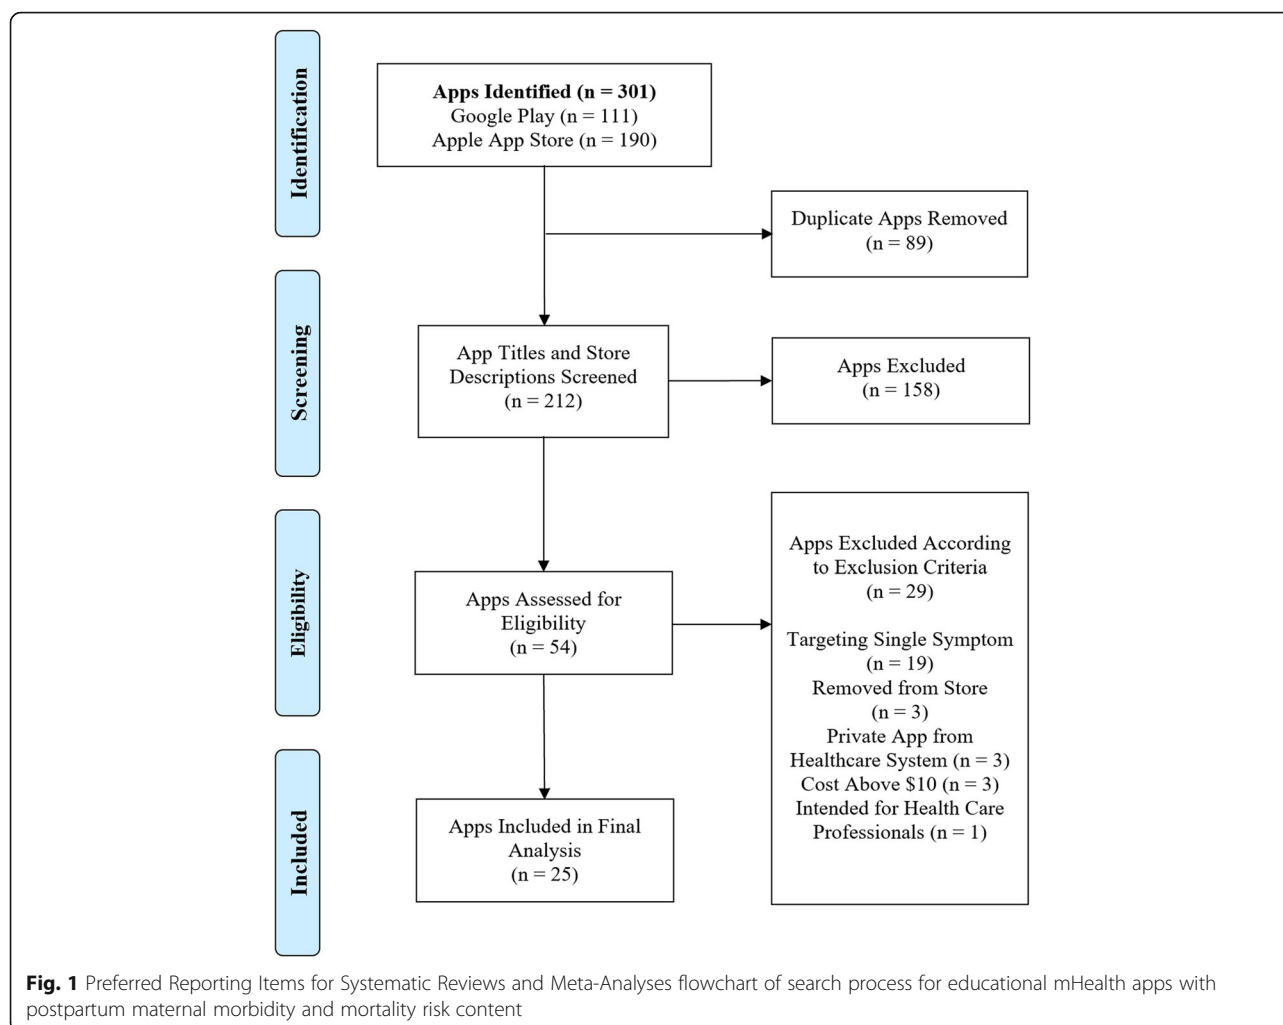 Identification
Apps Identified (n = 301)
Google Play (n = 111)
Apple App Store (n = 190)
Duplicate Apps Removed
(n = 89)
Screening
App Titles and Store
Descriptions Screened
(n = 212)
Apps Excluded
(n = 158)
Eligibility
Apps Assessed for
Eligibility
(n = 54)
Apps Excluded According
to Exclusion Criteria
(n = 29)
Targeting Single Symptom
(n = 19)
Removed from Store
(n = 3)
Private App from
Healthcare System (n = 3)
Cost Above $10 (n = 3)
Intended for Health Care
Professionals (n = 1)
Included
Apps Included in Final
Analysis
(n = 25)
Fig. 1 Preferred Reporting Items for Systematic Reviews and Meta-Analyses flowchart of search process for educational mHealth apps with
postpartum maternal morbidity and mortality risk content